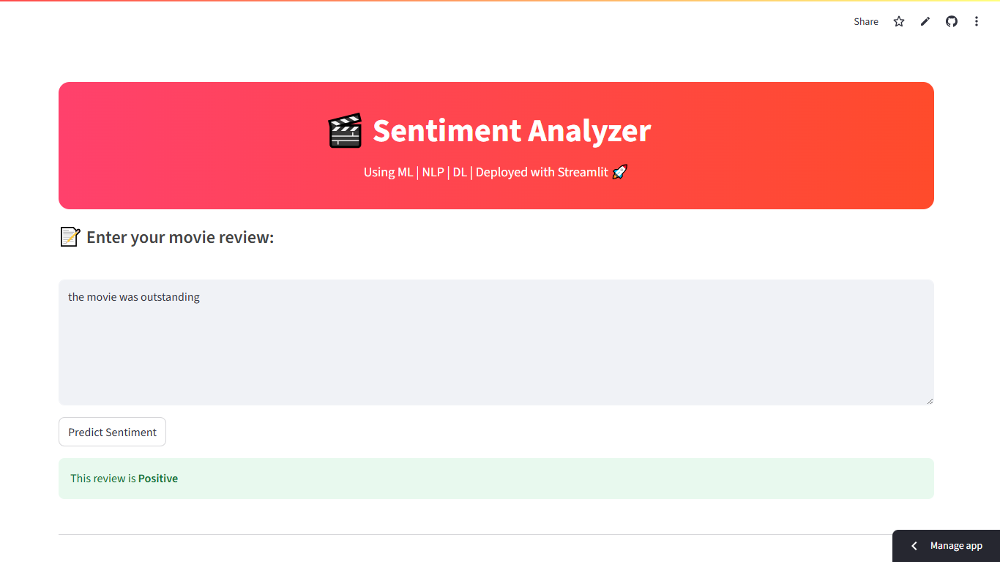 Share
Sentiment Analyzer
Using ML | NLP | DL | Deployed with Streamlit 🚀
Enter your movie review:
the movie was outstanding
Predict Sentiment
This review is Positive
Manage app